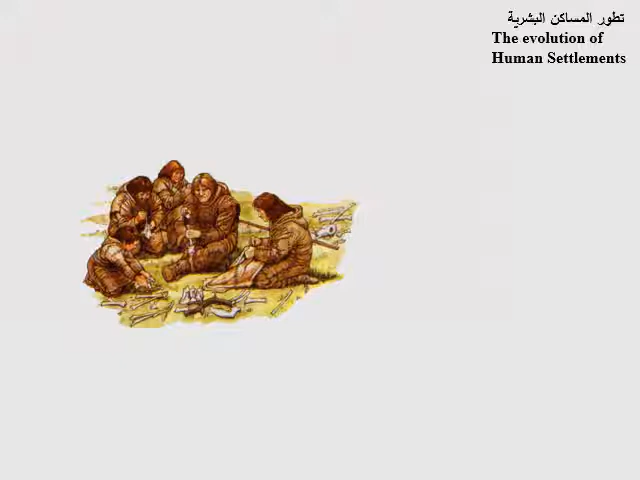 تطور المساكن البشرية
The evolution of
Human Settlements